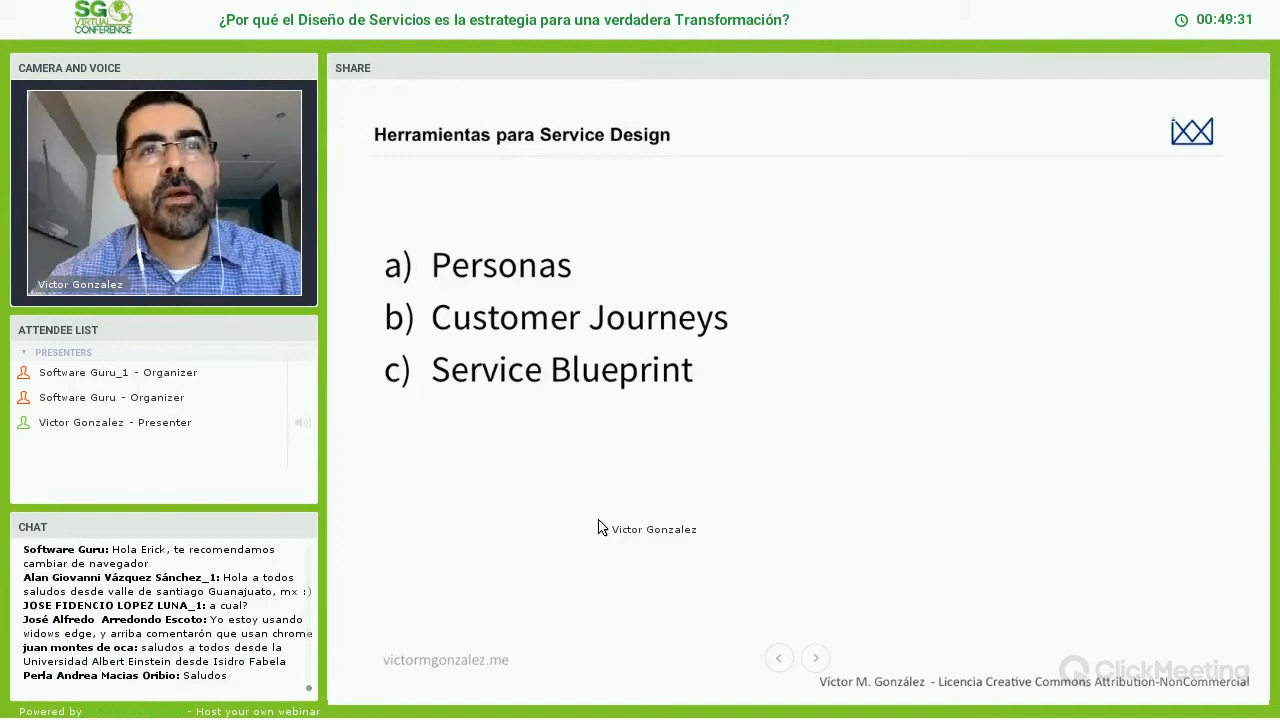 SG
VIRTUAL
CONFERENCE
¿Por qué el Diseño de Servicios es la estrategia para una verdadera Transformación?
00:49:31
CAMERA AND VOICE
Victor Gonzalez
ATTENDEE LIST
PRESENTERS
Software Guru_1 - Organizer
Software Guru - Organizer
Victor Gonzalez - Presenter
CHAT
Software Guru: Hola Erick, te recomendamos
cambiar de navegador
Alan Giovanni Vázquez Sánchez_1: Hola a todos
saludos desde valle de santiago Guanajuato, mx :)
JOSE FIDENCIO LOPEZ LUNA_1: a cual?
José Alfredo Arredondo Escoto: Yo estoy usando
widows edge, y arriba comentarón que usan chrome
juan montes de oca: saludos a todos desde la
Universidad Albert Einstein desde Isidro Fabela
Perla Andrea Macias Oribio: Saludos
Powered by - Host your own webinar
SHARE
Herramientas para Service Design
a) Personas
b) Customer Journeys
c) Service Blueprint
Victor Gonzalez
victormgonzalez.me
ClickMeeting
Víctor M. González - Licencia Creative Commons Attribution-NonCommercial